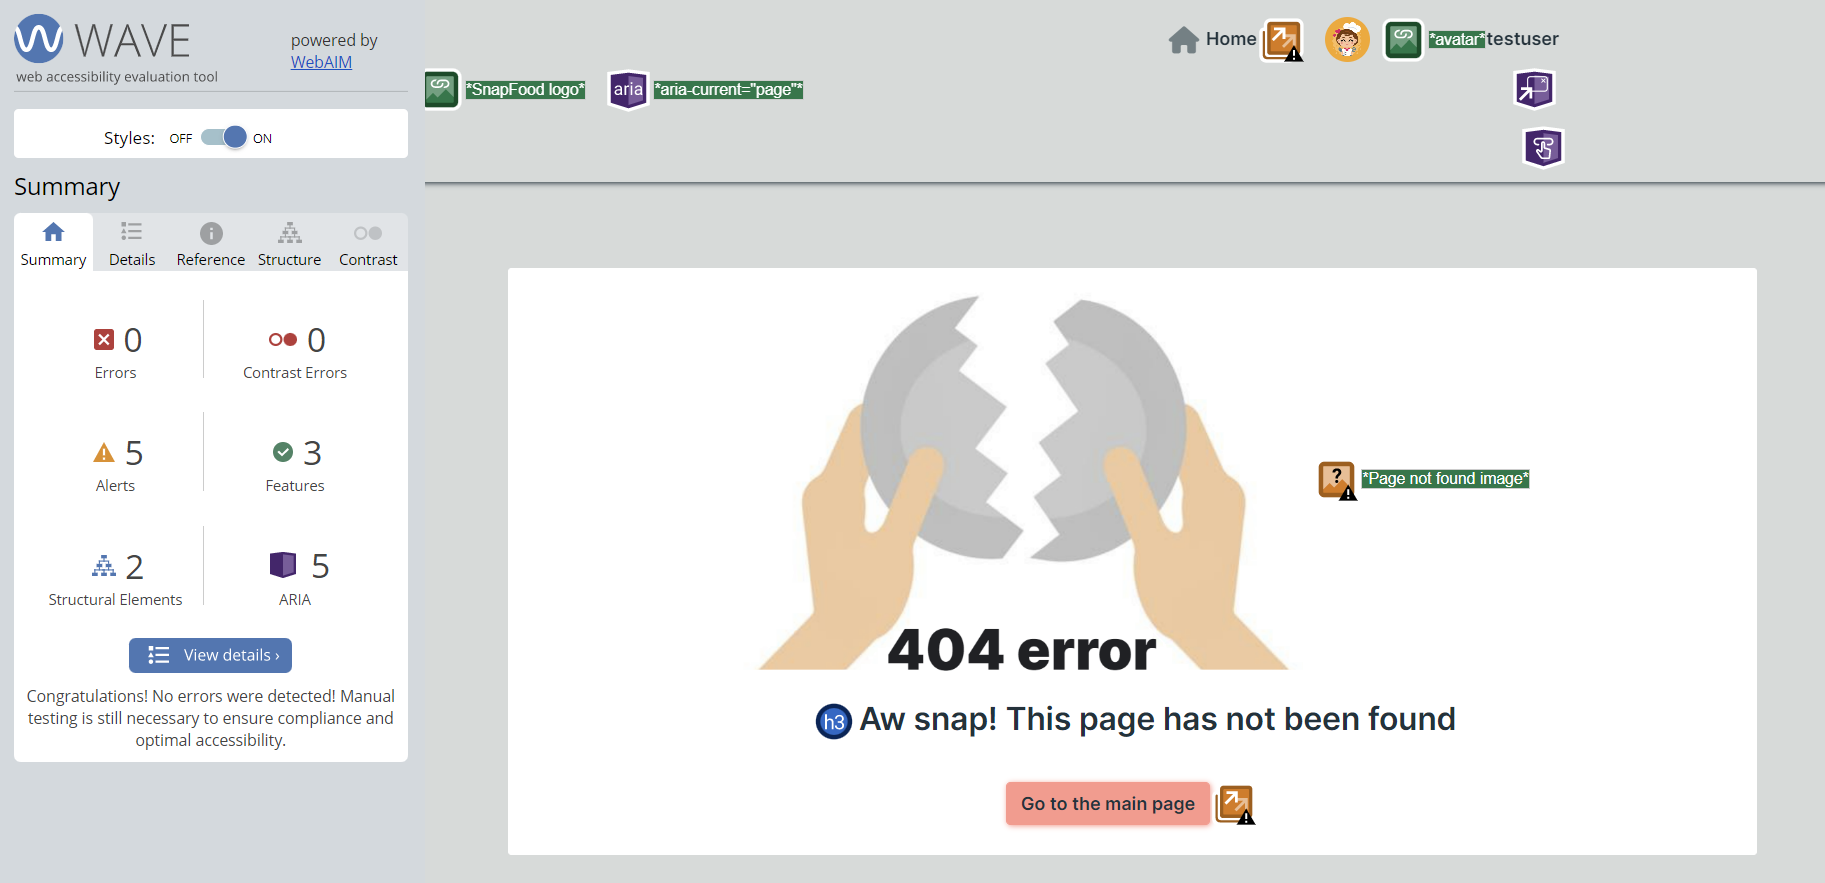 WAVE
powered by
WebAIM
web accessibility evaluation tool
Styles: OFF ON
Summary
Summary Details Reference Structure Contrast
0 Errors
0 Contrast Errors
5 Alerts
3 Features
2 Structural Elements
5 ARIA
View details ›
Congratulations! No errors were detected! Manual
testing is still necessary to ensure compliance and
optimal accessibility.
Home *avatar*testuser
*SnapFood logo* aria *aria-current="page"*
? *Page not found image*
404 error
h3 Aw snap! This page has not been found
Go to the main page